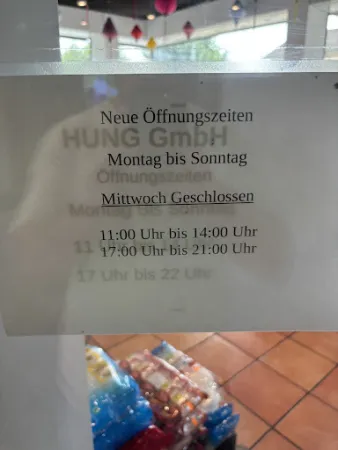 Neue Öffnungszeiten
HUNG GmbH
Montag bis Sonntag
Öffnungszeiten
Mittwoch Geschlossen
Montag bis Sonntag
11:00 Uhr bis 14:00 Uhr
17:00 Uhr bis 21:00 Uhr
17 Uhr bis 22 Uhr